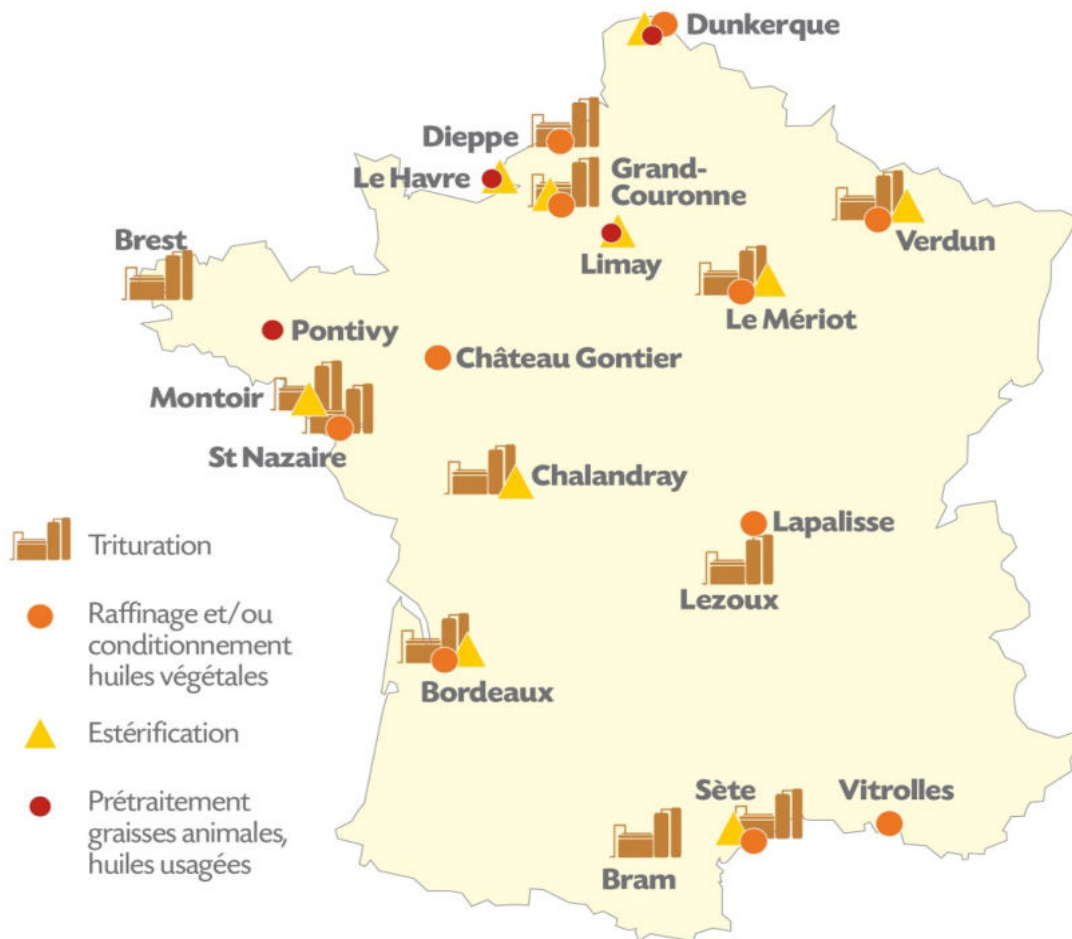 Dunkerque
Dieppe
Le Havre
Grand-
Couronne
Verdun
Brest
Limay
Le Mériot
Pontivy
Château Gontier
Montoir
St Nazaire
Chalandray
Lapalisse
Lezoux
Bordeaux
Sète
Vitrolles
Bram
Trituration
Raffinage et/ou
conditionnement
huiles végétales
Estérification
Prétraitement
graisses animales,
huiles usagées